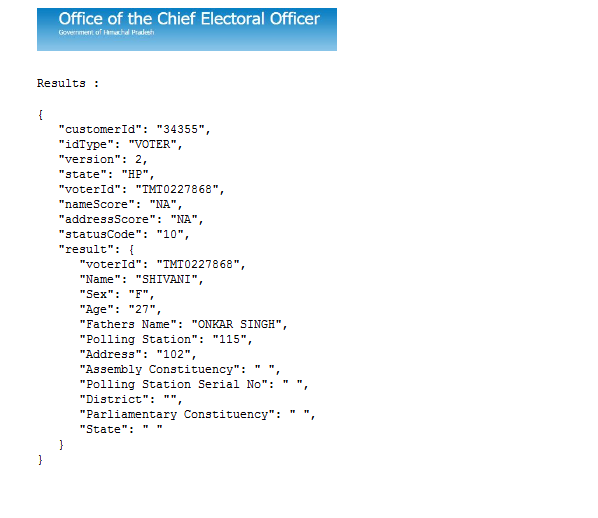 Office of the Chief Electoral Officer
Government of Himachal Pradesh
Results :
{
"customerId": "34355",
"idType": "VOTER",
"version": 2,
"state": "HP",
"voterId": "TMT0227868",
"nameScore": "NA",
"addressScore": "NA",
"statusCode": "10",
"result": {
"voterId": "TMT0227868",
"Name": "SHIVANI",
"Sex": "F",
"Age": "27",
"Fathers Name": "ONKAR SINGH",
"Polling Station": "115",
"Address": "102",
"Assembly Constituency": " ",
"Polling Station Serial No": " ",
"District": "",
"Parliamentary Constituency": " ",
"State": " "
}
}